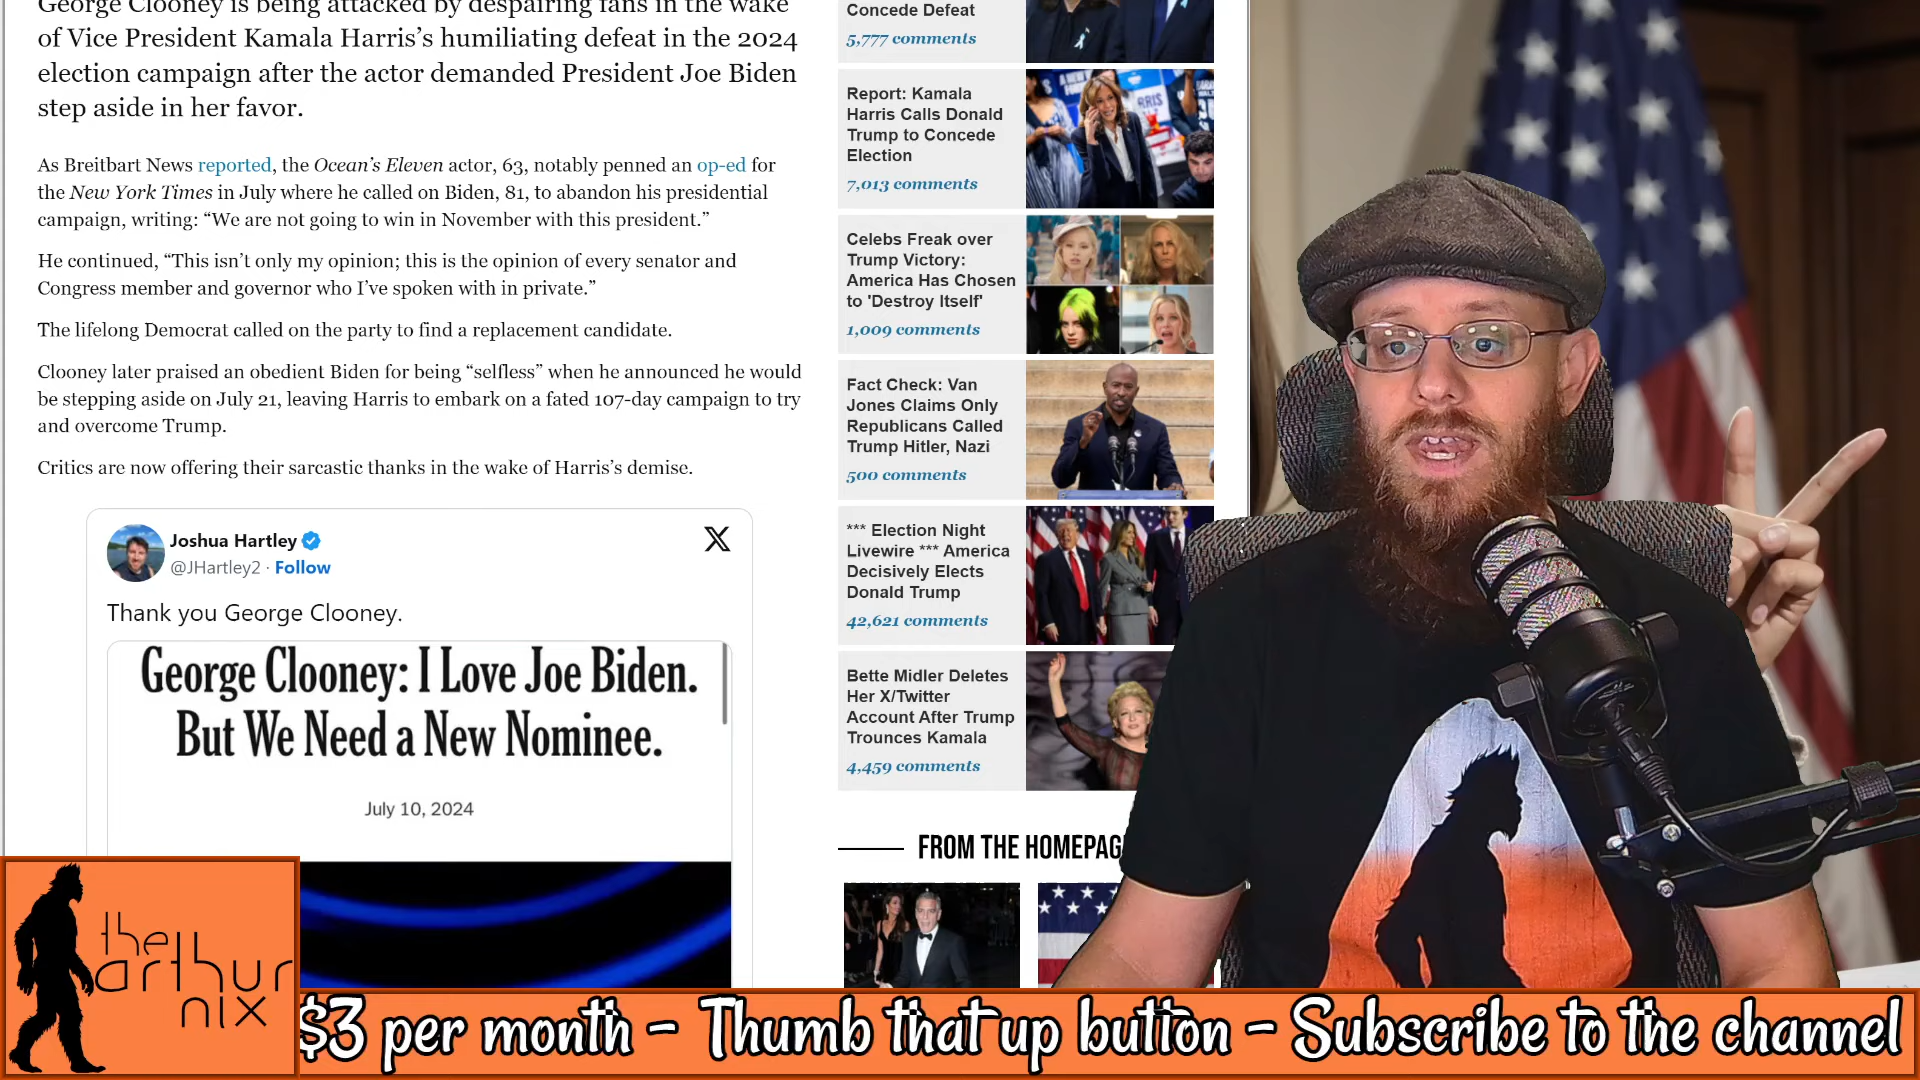 George Clooney is being attacked by despairing fans in the wake
of Vice President Kamala Harris’s humiliating defeat in the 2024
election campaign after the actor demanded President Joe Biden
step aside in her favor.
As Breitbart News reported, the Ocean’s Eleven actor, 63, notably penned an op-ed for
the New York Times in July where he called on Biden, 81, to abandon his presidential
campaign, writing: “We are not going to win in November with this president.”
He continued, “This isn’t only my opinion; this is the opinion of every senator and
Congress member and governor who I’ve spoken with in private.”
The lifelong Democrat called on the party to find a replacement candidate.
Clooney later praised an obedient Biden for being “selfless” when he announced he would
be stepping aside on July 21, leaving Harris to embark on a fated 107-day campaign to try
and overcome Trump.
Critics are now offering their sarcastic thanks in the wake of Harris’s demise.
Joshua Hartley
@JHartley2 · Follow
Thank you George Clooney.
George Clooney: I Love Joe Biden.
But We Need a New Nominee.
July 10, 2024
Concede Defeat
5,777 comments
Report: Kamala
Harris Calls Donald
Trump to Concede
Election
7,013 comments
Celebs Freak over
Trump Victory:
America Has Chosen
to 'Destroy Itself'
1,009 comments
Fact Check: Van
Jones Claims Only
Republicans Called
Trump Hitler, Nazi
500 comments
*** Election Night
Livewire *** America
Decisively Elects
Donald Trump
42,621 comments
Bette Midler Deletes
Her X/Twitter
Account After Trump
Trounces Kamala
4,459 comments
FROM THE HOMEPAG
the
arthur
nix
$3 per month - Thumb that up button - Subscribe to the channel